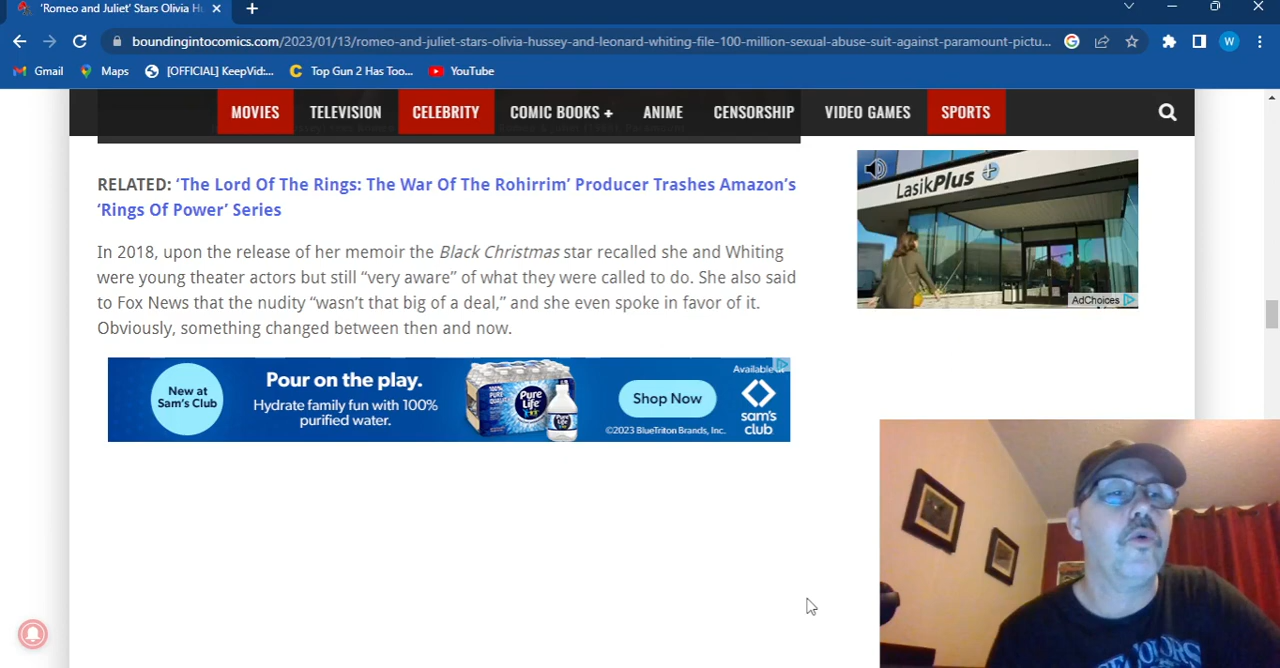 'Romeo and Juliet' Stars Olivia H
boundingintocomics.com/2023/01/13/romeo-and-juliet-stars-olivia-hussey-and-leonard-whiting-file-100-million-sexual-abuse-suit-against-paramount-pictu...
W
Gmail
Maps
[OFFICIAL] KeepVid:...
Top Gun 2 Has Too...
YouTube
MOVIES
TELEVISION
CELEBRITY
COMIC BOOKS +
ANIME
CENSORSHIP
VIDEO GAMES
SPORTS
RELATED: 'The Lord Of The Rings: The War Of The Rohirrim' Producer Trashes Amazon's
'Rings Of Power' Series
LasikPlus
AdChoices
In 2018, upon the release of her memoir the Black Christmas star recalled she and Whiting
were young theater actors but still “very aware” of what they were called to do. She also said
to Fox News that the nudity “wasn't that big of a deal,” and she even spoke in favor of it.
Obviously, something changed between then and now.
New at
Sam's Club
Pour on the play.
Hydrate family fun with 100%
purified water.
Pure
Life
Shop Now
©2023 BlueTriton Brands, Inc.
Available
sam's
club